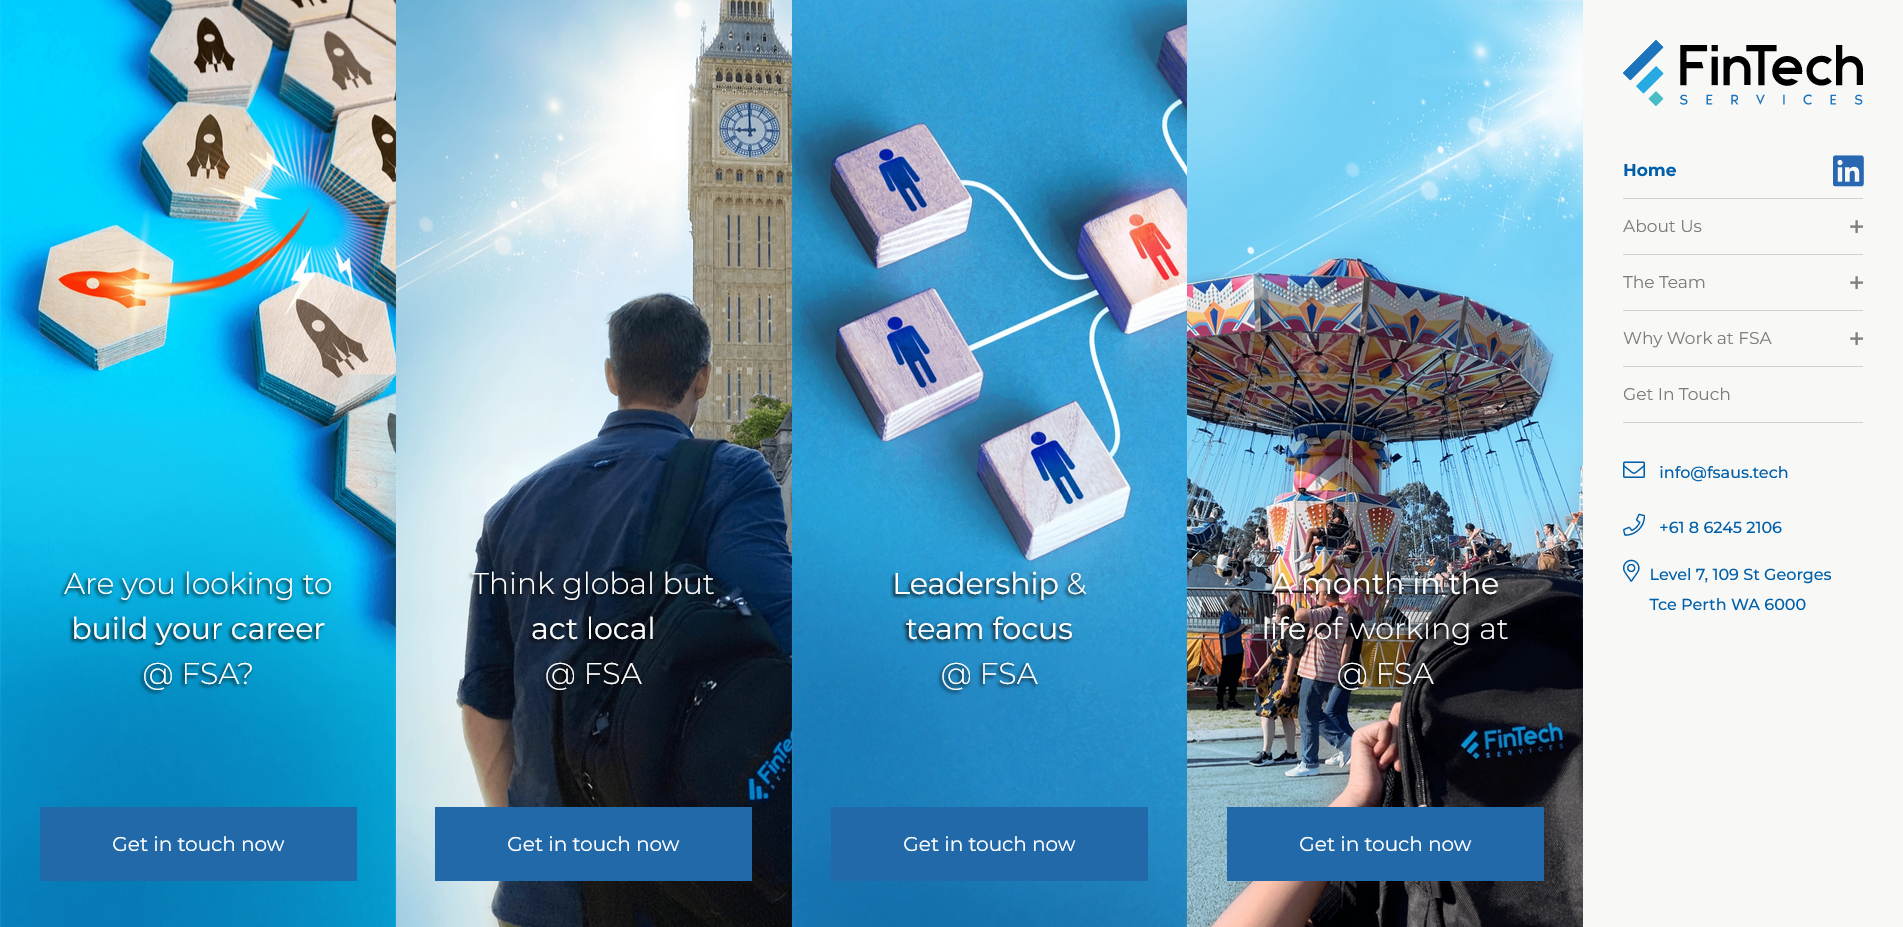 Are you looking to
build your career
@ FSA?
Get in touch now
Think global but
act local
@ FSA
FinTech
Get in touch now
Leadership &
team focus
@ FSA
Get in touch now
A month in the
life of working at
@ FSA
FinTech
SERVICES
Get in touch now
FinTech
SERVICES
Home
in
About Us
The Team
Why Work at FSA
Get In Touch
info@fsaus.tech
+61 8 6245 2106
Level 7, 109 St Georges
Tce Perth WA 6000